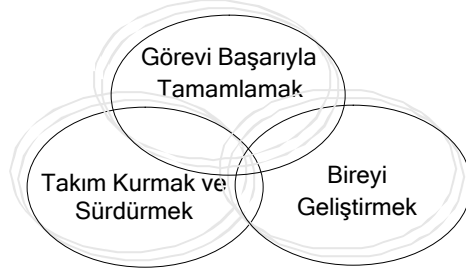 Görevi Başarıyla
Tamamlamak
Takım Kurmak ve
Sürdürmek
Bireyi
Geliştirmek